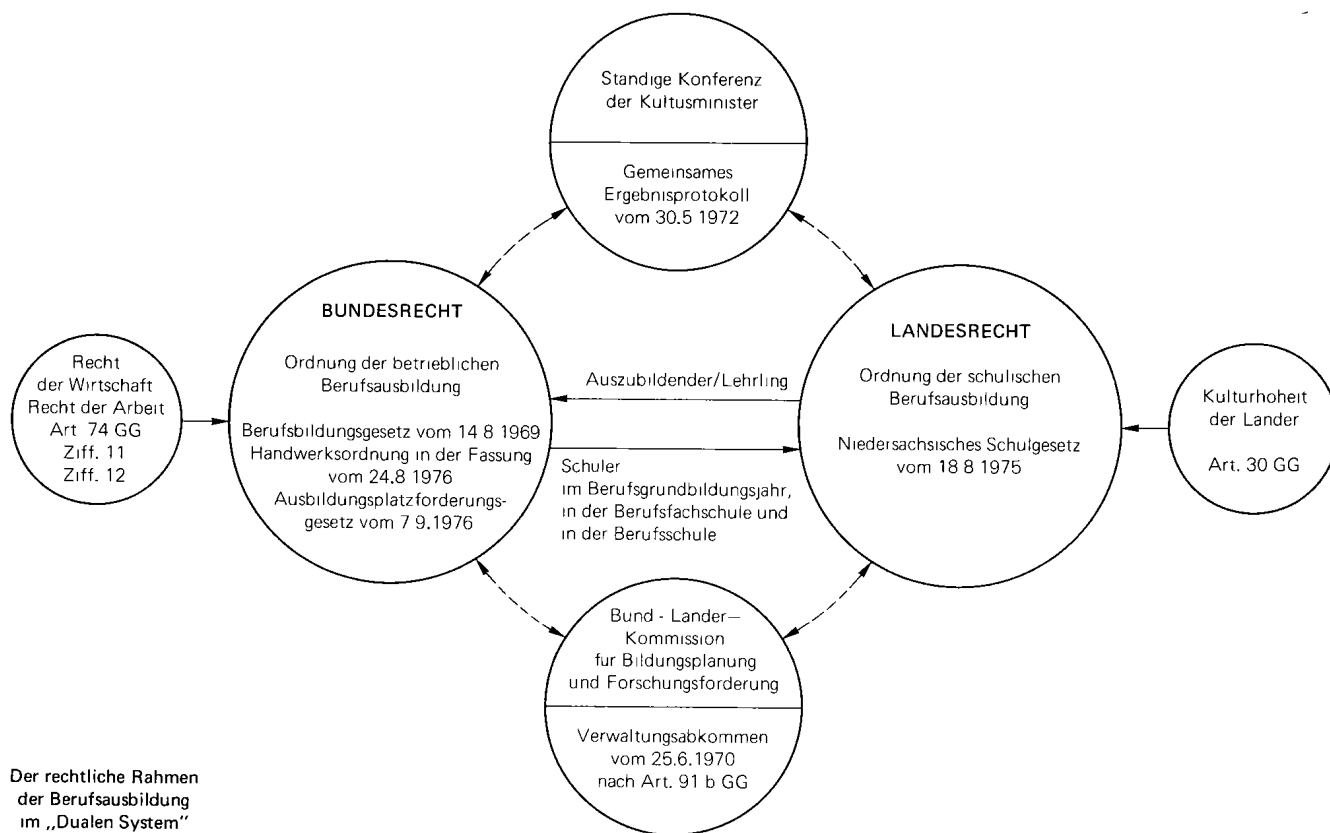 Standige Konferenz
der Kultusminister
Gemeinsames
Ergebnisprotokoll
vom 30.5 1972
BUNDESRECHT
Ordnung der betrieblichen
Berufsausbildung
Berufsbildungsgesetz vom 14 8 1969
Handwerksordnung in der Fassung
vom 24.8 1976
Ausbildungsplatzforderungs-
gesetz vom 7 9.1976
LANDESRECHT
Ordnung der schulischen
Berufsausbildung
Niedersachsisches Schulgesetz
vom 18 8 1975
Recht
der Wirtschaft
Recht der Arbeit
Art 74 GG
Ziff. 11
Ziff. 12
Auszubildender/Lehrling
Schuler
im Berufsgrundbildungsjahr,
in der Berufsfachschule und
in der Berufsschule
Kulturhoheit
der Lander
Art. 30 GG
Bund - Lander—
Kommission
fur Bildungsplanung
und Forschungsforderung
Verwaltungsabkommen
vom 25.6.1970
nach Art. 91 b GG
Der rechtliche Rahmen
der Berufsausbildung
im „Dualen System"